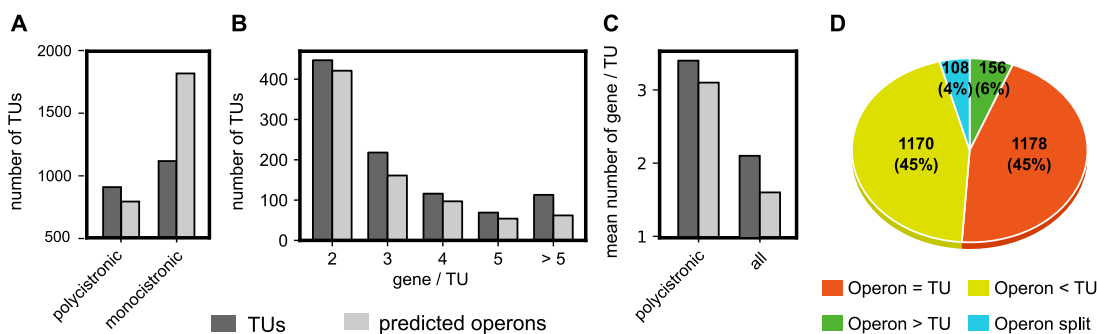 A
number of TUs
2000
1500
1000
500
polycistronic
monocistronic
B
number of TUs
400
300
200
100
0
2
3
4
5
> 5
gene / TU
TUs
predicted operons
C
mean number of gene / TU
3
2
1
polycistronic
all
D
108
(4%)
156
(6%)
1170
(45%)
1178
(45%)
Operon = TU
Operon < TU
Operon > TU
Operon split